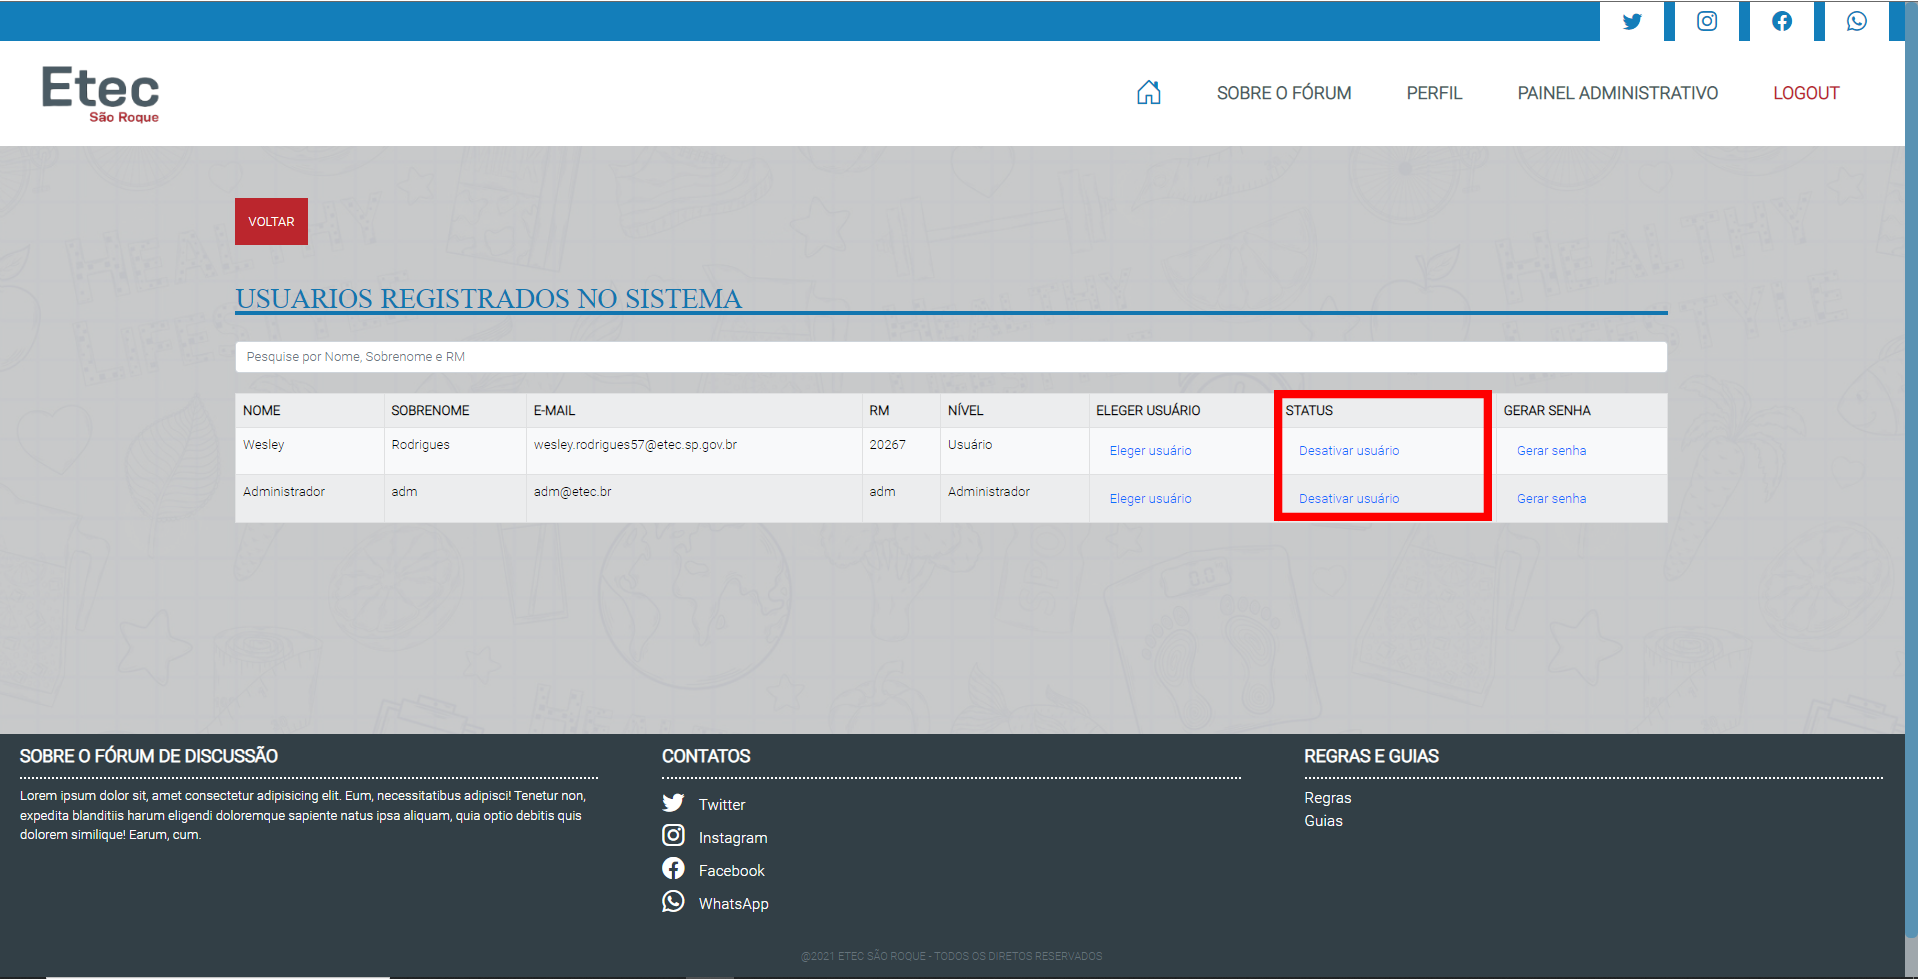 Etec
São Roque
SOBRE O FÓRUM
PERFIL
PAINEL ADMINISTRATIVO
LOGOUT
VOLTAR
USUARIOS REGISTRADOS NO SISTEMA
Pesquise por Nome, Sobrenome e RM
NOME SOBRENOME E-MAIL RM NÍVEL ELEGER USUÁRIO STATUS GERAR SENHA
Wesley Rodrigues wesley.rodrigues57@etec.sp.gov.br 20267 Usuário Eleger usuário Desativar usuário Gerar senha
Administrador adm adm@etec.br adm Administrador Eleger usuário Desativar usuário Gerar senha
SOBRE O FÓRUM DE DISCUSSÃO
Lorem ipsum dolor sit, amet consectetur adipisicing elit. Eum, necessitatibus adipisci! Tenetur non,
expedita blanditiis harum eligendi doloremque sapiente natus ipsa aliquam, quia optio debitis quis
dolorem similique! Earum, cum.
CONTATOS
Twitter
Instagram
Facebook
WhatsApp
REGRAS E GUIAS
Regras
Guias
@2021 ETEC SÃO ROQUE - TODOS OS DIRETOS RESERVADOS